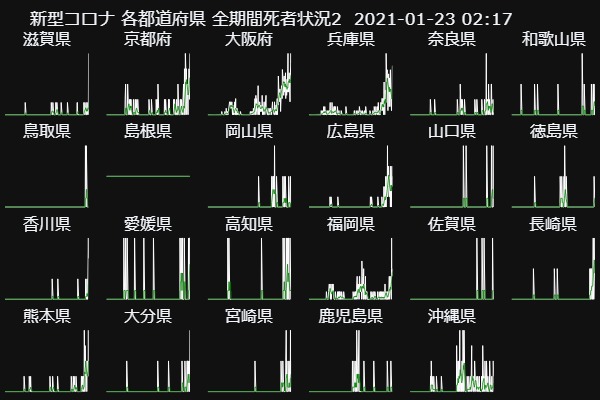 新型コロナ 各都道府県 全期間死者状況2 2021-01-23 02:17
滋賀県 京都府 大阪府 兵庫県 奈良県 和歌山県
鳥取県 島根県 岡山県 広島県 山口県 徳島県
香川県 愛媛県 高知県 福岡県 佐賀県 長崎県
熊本県 大分県 宮崎県 鹿児島県 沖縄県